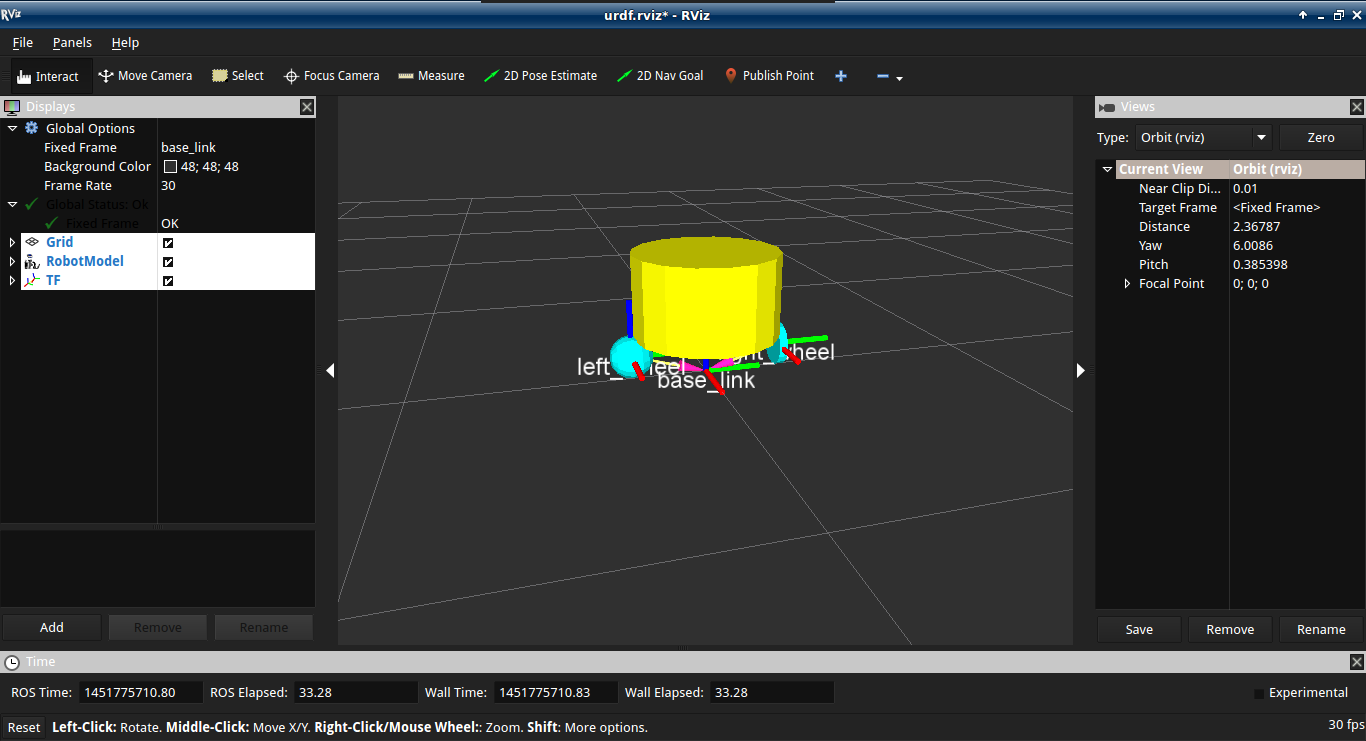 RViz
urdf.rviz* - RViz
File Panels Help
Interact Move Camera Select Focus Camera Measure 2D Pose Estimate 2D Nav Goal Publish Point
Displays
Global Options
Fixed Frame base_link
Background Color 48; 48; 48
Frame Rate 30
Global Status: Ok
Fixed Frame OK
Grid
RobotModel
TF
Add Remove Rename
left_wheel
base_link
Views
Type: Orbit (rviz) Zero
Current View Orbit (rviz)
Near Clip Di... 0.01
Target Frame <Fixed Frame>
Distance 2.36787
Yaw 6.0086
Pitch 0.385398
Focal Point 0; 0; 0
Save Remove Rename
Time
ROS Time: 1451775710.80 ROS Elapsed: 33.28 Wall Time: 1451775710.83 Wall Elapsed: 33.28 Experimental
Reset Left-Click: Rotate. Middle-Click: Move X/Y. Right-Click/Mouse Wheel:: Zoom. Shift: More options. 30 fps